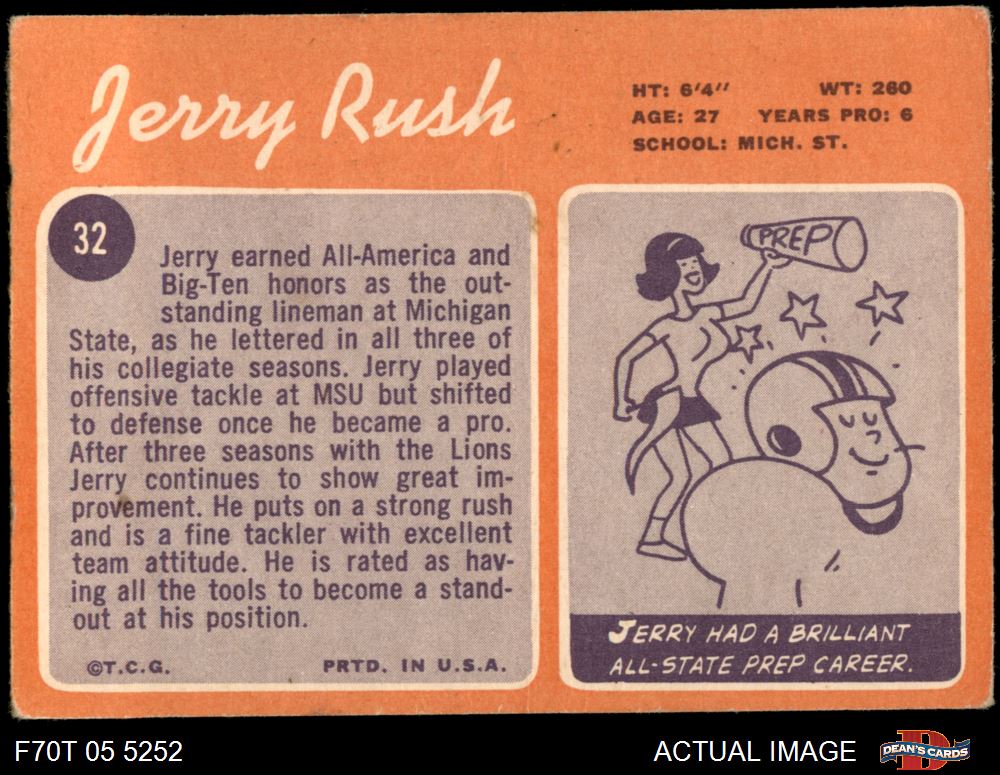 Jerry Rush
HT: 6'4" WT: 260
AGE: 27 YEARS PRO: 6
SCHOOL: MICH. ST.
32
Jerry earned All-America and
Big-Ten honors as the out-
standing lineman at Michigan
State, as he lettered in all three of
his collegiate seasons. Jerry played
offensive tackle at MSU but shifted
to defense once he became a pro.
After three seasons with the Lions
Jerry continues to show great im-
provement. He puts on a strong rush
and is a fine tackler with excellent
team attitude. He is rated as hav-
ing all the tools to become a stand-
out at his position.
©T.C.G. PRTD. IN U.S.A.
PREP
JERRY HAD A BRILLIANT
ALL-STATE PREP CAREER.
F70T 05 5252 ACTUAL IMAGE DEAN'S CARDS